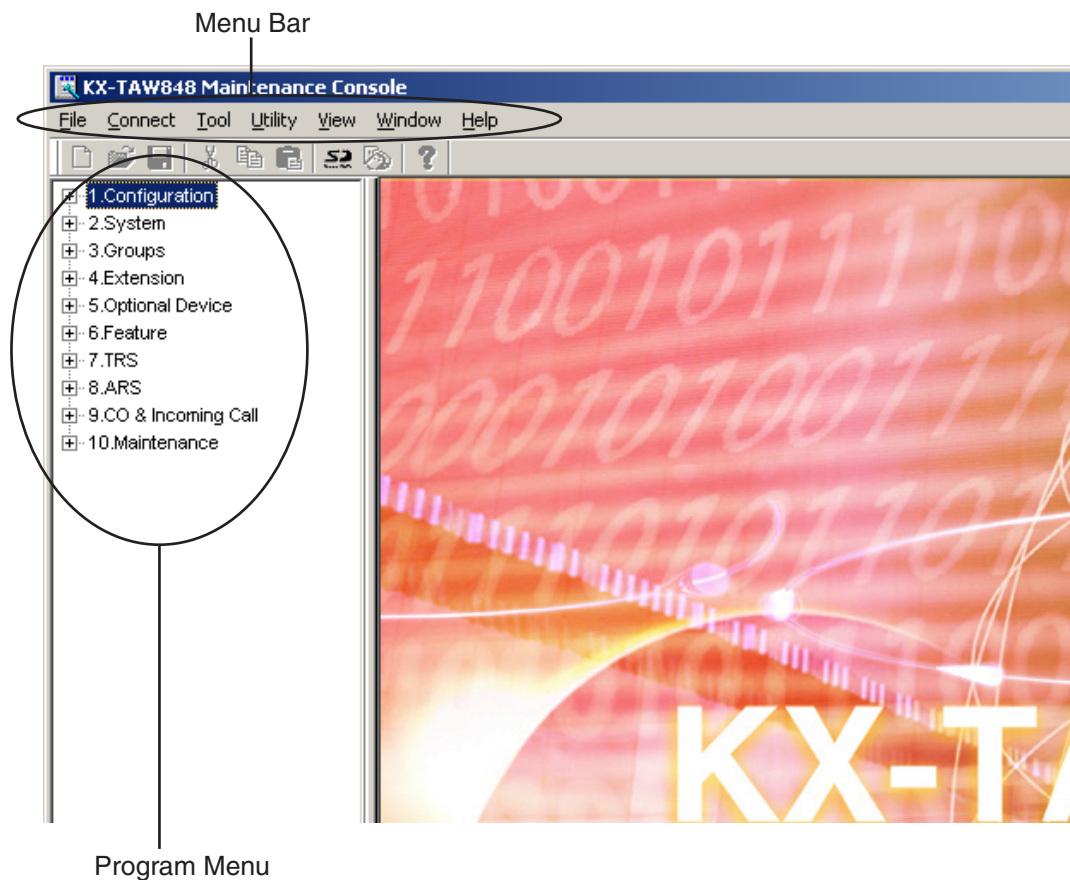 Menu Bar
KX-TAW848 Maintenance Console
File Connect Tool Utility View Window Help
1.Configuration
2.System
3.Groups
4.Extension
5.Optional Device
6.Feature
7.TRS
8.ARS
9.CO & Incoming Call
10.Maintenance
KX-TA
Program Menu